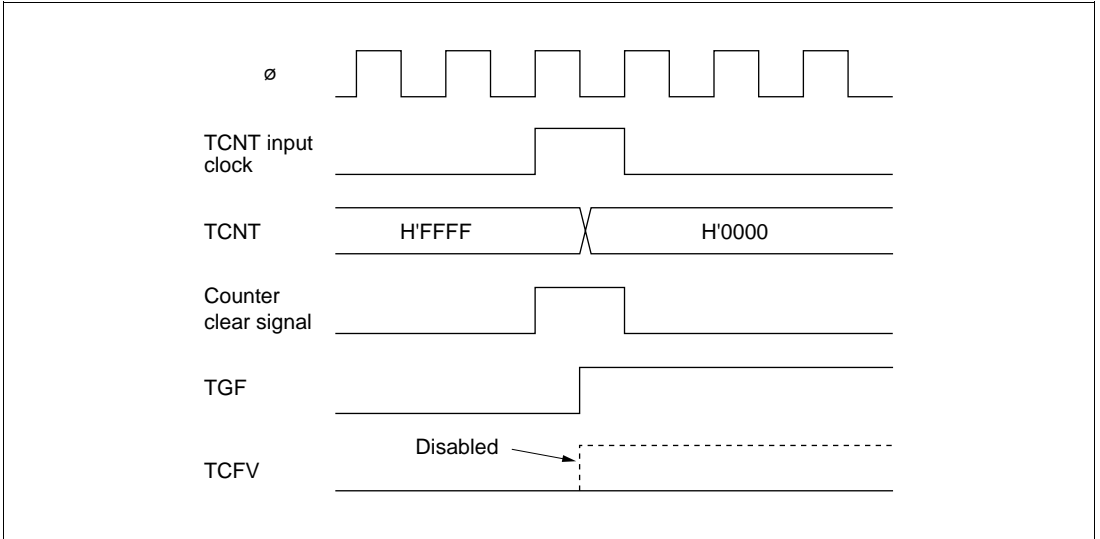 ø
TCNT input
clock
TCNT
H'FFFF
H'0000
Counter
clear signal
TGF
Disabled
TCFV